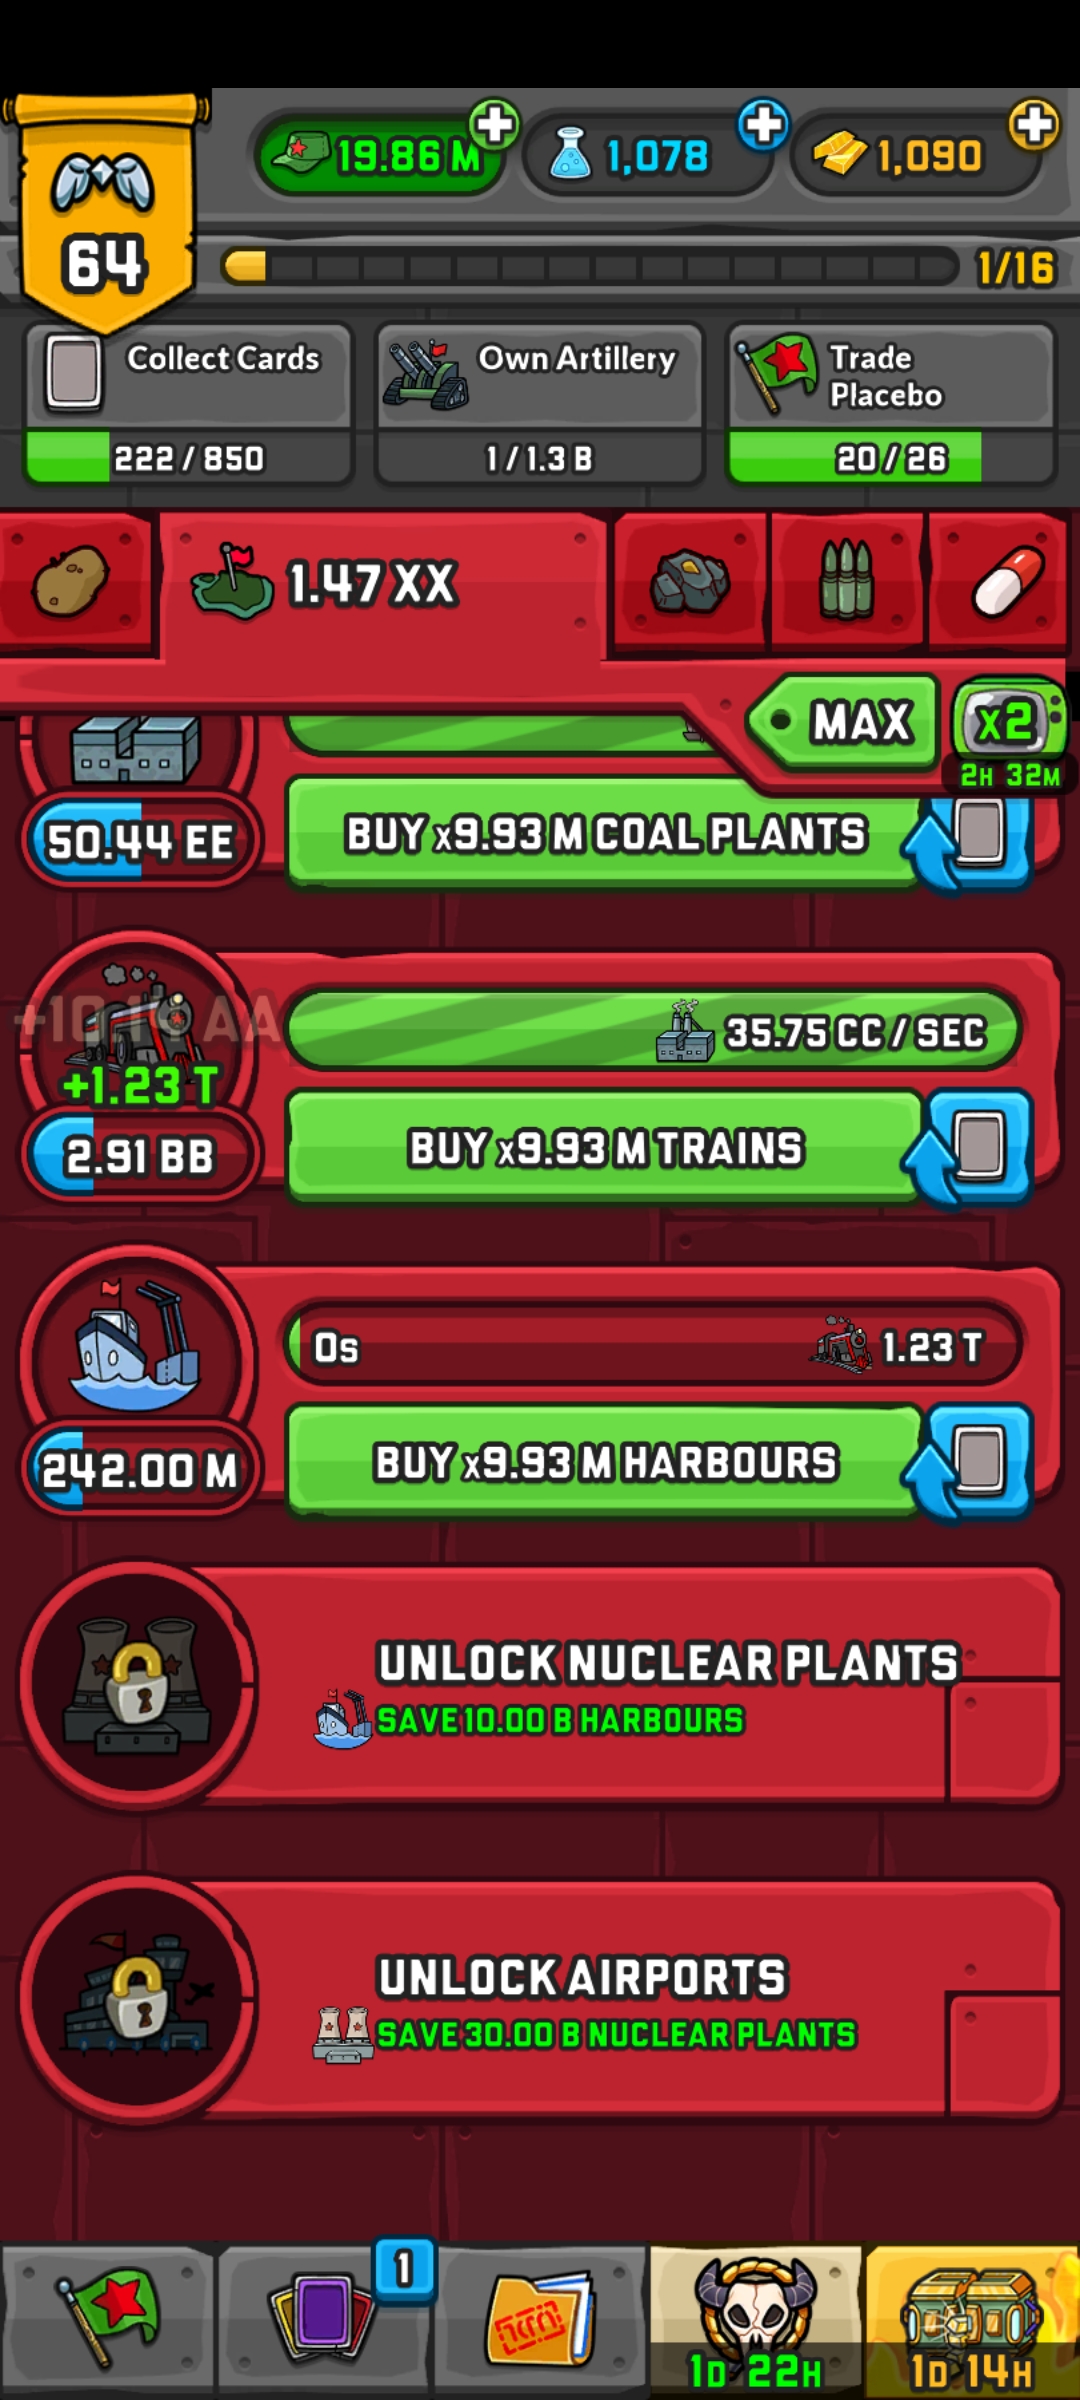 19.86 M
1,078
1,090
64
1/16
Collect Cards
222 / 850
Own Artillery
1 / 1.3 B
Trade
Placebo
20 / 26
1.47 XX
MAX
x2
2H 32M
50.44 EE
BUY x9.93 M COAL PLANTS
+1.23 T
35.75 CC / SEC
2.91 BB
BUY x9.93 M TRAINS
0s
1.23 T
242.00 M
BUY x9.93 M HARBOURS
UNLOCK NUCLEAR PLANTS
SAVE 10.00 B HARBOURS
UNLOCK AIRPORTS
SAVE 30.00 B NUCLEAR PLANTS
1
1D 22H
1D 14H